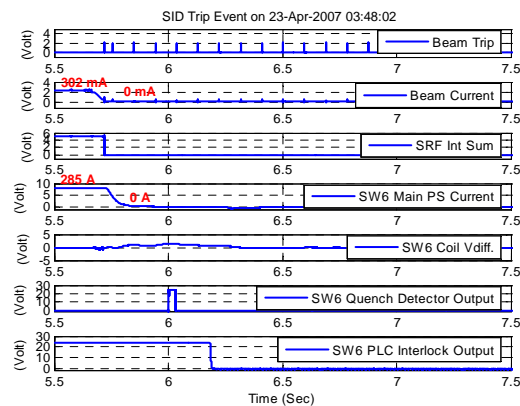 SID Trip Event on 23-Apr-2007 03:48:02
(Volt)
4
2
0
Beam Trip
5.5 6 6.5 7 7.5
302 mA
0 mA
(Volt)
4
2
0
Beam Current
5.5 6 6.5 7 7.5
(Volt)
6
4
2
0
SRF Int Sum
5.5 6 6.5 7 7.5
285 A
0 A
(Volt)
10
5
0
SW6 Main PS Current
5.5 6 6.5 7 7.5
(Volt)
5
0
-5
SW6 Coil Vdiff.
5.5 6 6.5 7 7.5
(Volt)
30
20
10
0
SW6 Quench Detector Output
5.5 6 6.5 7 7.5
(Volt)
30
20
10
0
SW6 PLC Interlock Output
5.5 6 6.5 7 7.5
Time (Sec)